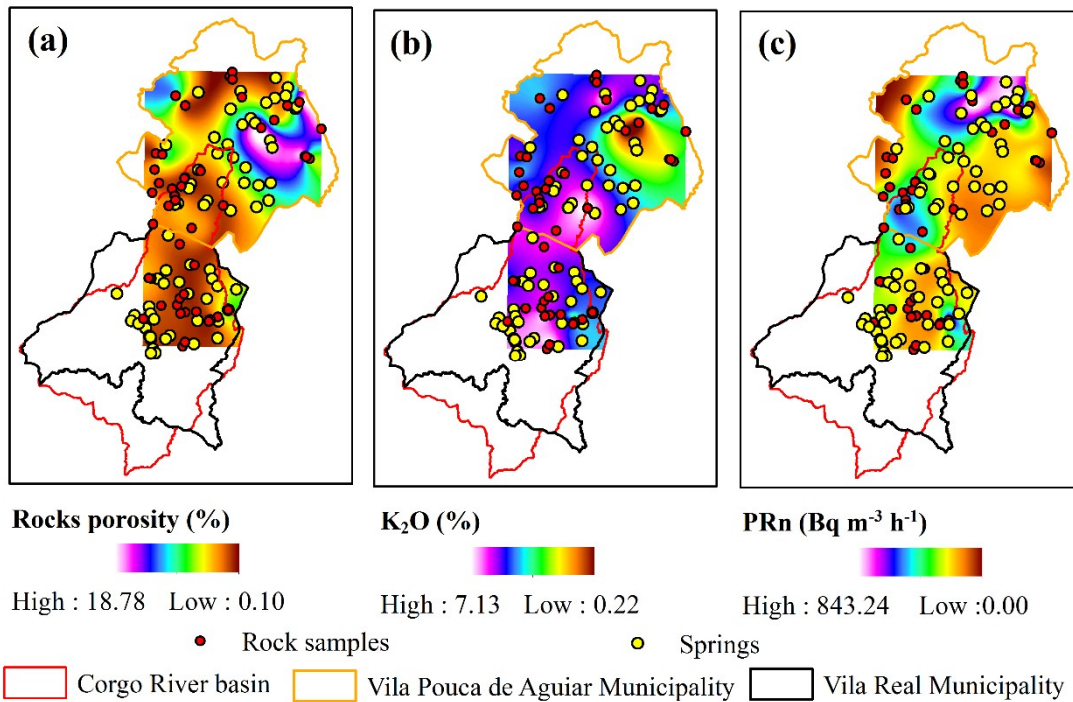 (a) (b) (c)
Rocks porosity (%) K₂O (%) PRn (Bq m⁻³ h⁻¹)
High : 18.78 Low : 0.10 High : 7.13 Low : 0.22 High : 843.24 Low :0.00
Rock samples Springs
Corgo River basin Vila Pouca de Aguiar Municipality Vila Real Municipality